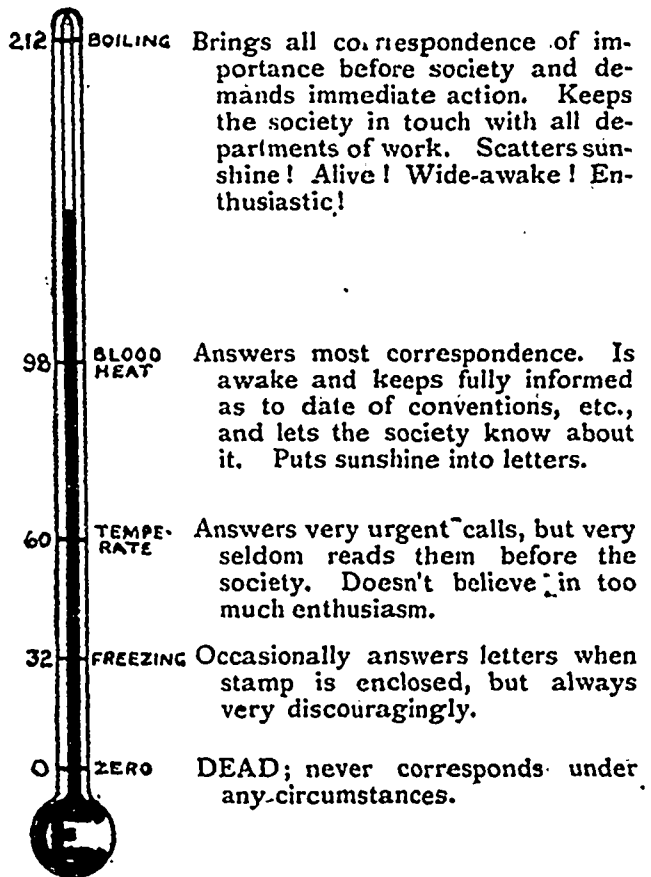 212 BOILING Brings all correspondence of im-
portance before society and de-
mands immediate action. Keeps
the society in touch with all de-
partments of work. Scatters sun-
shine! Alive! Wide-awake! En-
thusiastic!
98 BLOOD HEAT Answers most correspondence. Is
awake and keeps fully informed
as to date of conventions, etc.,
and lets the society know about
it. Puts sunshine into letters.
60 TEMPE-
RATE Answers very urgent calls, but very
seldom reads them before the
society. Doesn't believe in too
much enthusiasm.
32 FREEZING Occasionally answers letters when
stamp is enclosed, but always
very discouragingly.
0 ZERO DEAD; never corresponds under
any circumstances.